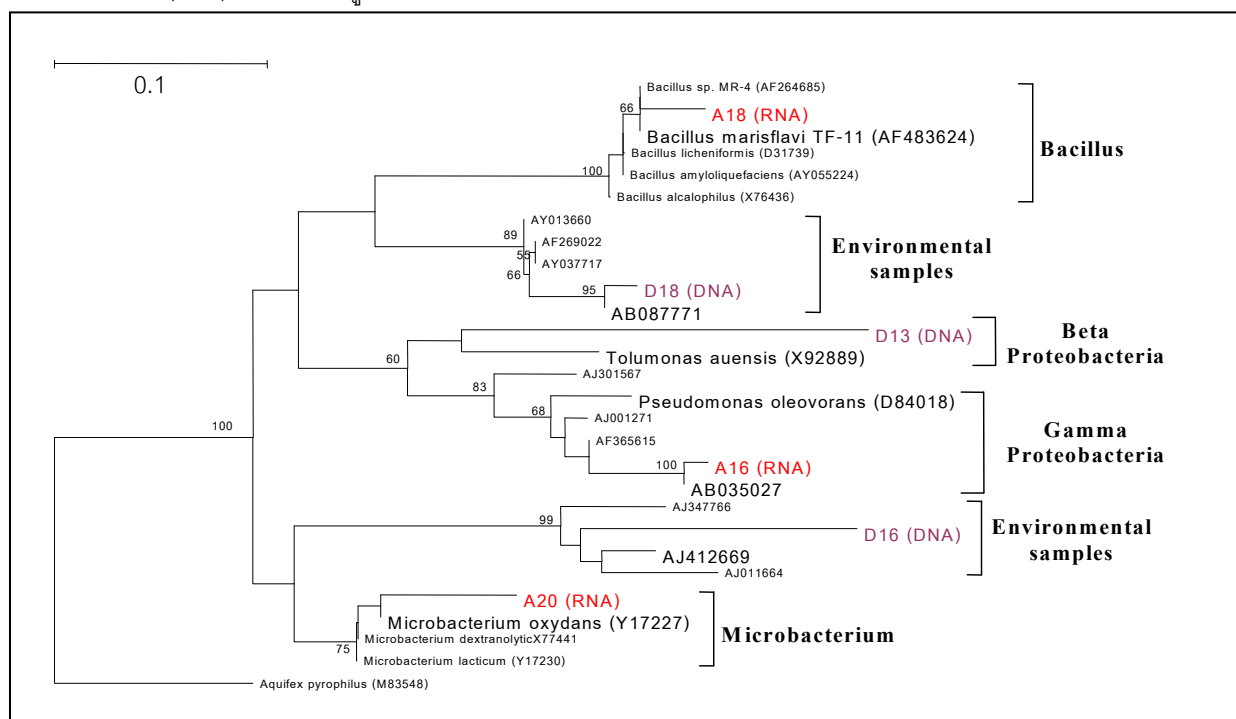 0.1
Bacillus sp. MR-4 (AF264685)
66
A18 (RNA)
Bacillus marisflavi TF-11 (AF483624)
Bacillus licheniformis (D31739)
Bacillus
100
Bacillus amyloliquefaciens (AY055224)
Bacillus alcalophilus (X76436)
AY013660
89
AF269022
55
AY037717
66
Environmental
samples
95
D18 (DNA)
AB087771
D13 (DNA)
Beta
Proteobacteria
60
Tolumonas auensis (X92889)
AJ301567
83
Pseudomonas oleovorans (D84018)
68
AJ001271
Gamma
Proteobacteria
100
AF365615
100
A16 (RNA)
AB035027
AJ347766
99
D16 (DNA)
Environmental
samples
AJ412669
AJ011664
A20 (RNA)
Microbacterium oxydans (Y17227)
Microbacterium
Microbacterium dextranolyticX77441
75
Microbacterium lacticum (Y17230)
Aquifex pyrophilus (M83548)